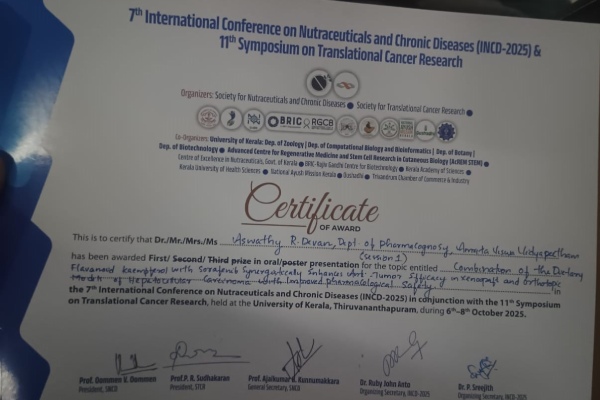 7th International Conference on Nutraceuticals and Chronic Diseases (INCD-2025) &
11th Symposium on Translational Cancer Research
Organizers: Society for Nutraceuticals and Chronic Diseases ● Society for Translational Cancer Research ●
BRIC RGCB
Co-Organizers: University of Kerala: Dep. of Zoology | Dep. of Computational Biology and Bioinformatics | Dep. of Botany |
Dep. of Biotechnology ● Advanced Centre for Regenerative Medicine and Stem Cell Research in Cutaneous Biology (AcREM STEM) ●
Centre of Excellence in Nutraceuticals, Govt. of Kerala ● BRIC-Rajiv Gandhi Centre for Biotechnology ● Kerala Academy of Sciences ●
Kerala University of Health Sciences ● National Ayush Mission Kerala ● Oushadhi ● Trivandrum Chamber of Commerce & Industry
Certificate
OF AWARD
This is to certify that Dr./Mr./Mrs./Ms Aswathy R. Devan, Dept. of Pharmacognosy, Amrita Viswa Vidyapeetham
(session 1)
has been awarded First/ Second/ Third prize in oral/poster presentation for the topic entitled Combination of the Dietary
Flavonoid kaempferol with Sorafenib Synergistically Enhances Anti-tumor Efficacy in Xenograft and Orthotopic
Models of Hepatocellular Carcinoma with Improved pharmacological Safety in
the 7th International Conference on Nutraceuticals and Chronic Diseases (INCD-2025) in conjunction with the 11th Symposium
on Translational Cancer Research, held at the University of Kerala, Thiruvananthapuram, during 6th–8th October 2025.
Prof. Oommen V. Oommen
President, SNCD
Prof. P. R. Sudhakaran
President, STCR
Prof. Ajaikumar B. Kunnumakkara
General Secretary, SNCD
Dr. Ruby John Anto
Organizing Secretary, INCD-2025
Dr. P. Sreejith
Organizing Secretary, INCD-2025